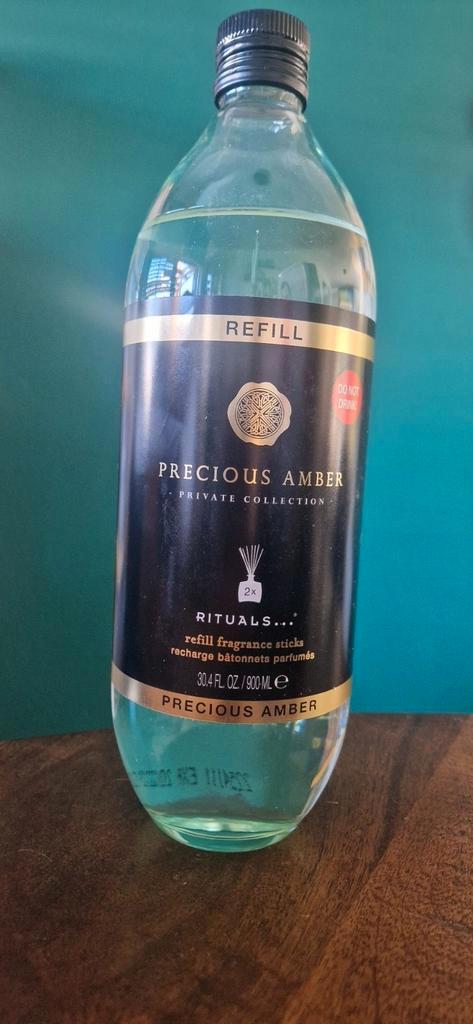 REFILL
DO NOT
DRINK!
PRECIOUS AMBER
- PRIVATE COLLECTION -
2x
RITUALS...®
refill fragrance sticks
recharge bâtonnets parfumés
30.4 FL. OZ. / 900 ML ℮
PRECIOUS AMBER